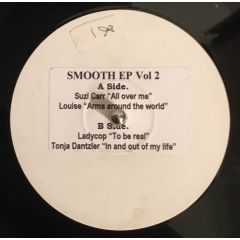 SMOOTH EP Vol 2
A Side.
Suzi Carr "All over me"
Louise "Arms around the world"
B Side.
Ladycop "To be real"
Tonja Dantzler "In and out of my life"